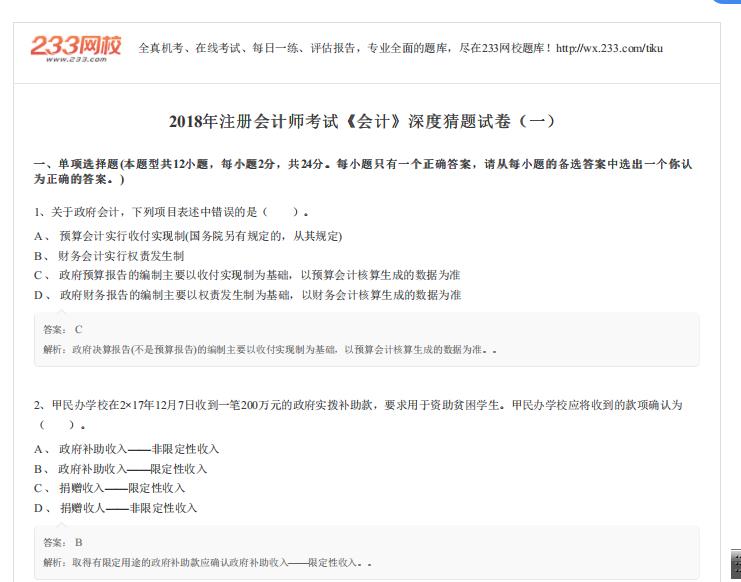 233网校
www.233.com
全真机考、在线考试、每日一练、评估报告，专业全面的题库，尽在233网校题库！http://wx.233.com/tiku
2018年注册会计师考试《会计》深度猜题试卷（一）
一、单项选择题(本题型共12小题，每小题2分，共24分。每小题只有一个正确答案，请从每小题的备选答案中选出一个你认
为正确的答案。)
1、关于政府会计，下列项目表述中错误的是（　　）。
A、 预算会计实行收付实现制(国务院另有规定的，从其规定)
B、 财务会计实行权责发生制
C、 政府预算报告的编制主要以收付实现制为基础，以预算会计核算生成的数据为准
D、 政府财务报告的编制主要以权责发生制为基础，以财务会计核算生成的数据为准
答案： C
解析：政府决算报告(不是预算报告)的编制主要以收付实现制为基础，以预算会计核算生成的数据为准。。
2、甲民办学校在2×17年12月7日收到一笔200万元的政府实拨补助款，要求用于资助贫困学生。甲民办学校应将收到的款项确认为
（　　）。
A、 政府补助收入——非限定性收入
B、 政府补助收入——限定性收入
C、 捐赠收入——限定性收入
D、 捐赠收人——非限定性收入
答案： B
解析：取得有限定用途的政府补助款应确认政府补助收入——限定性收入。。